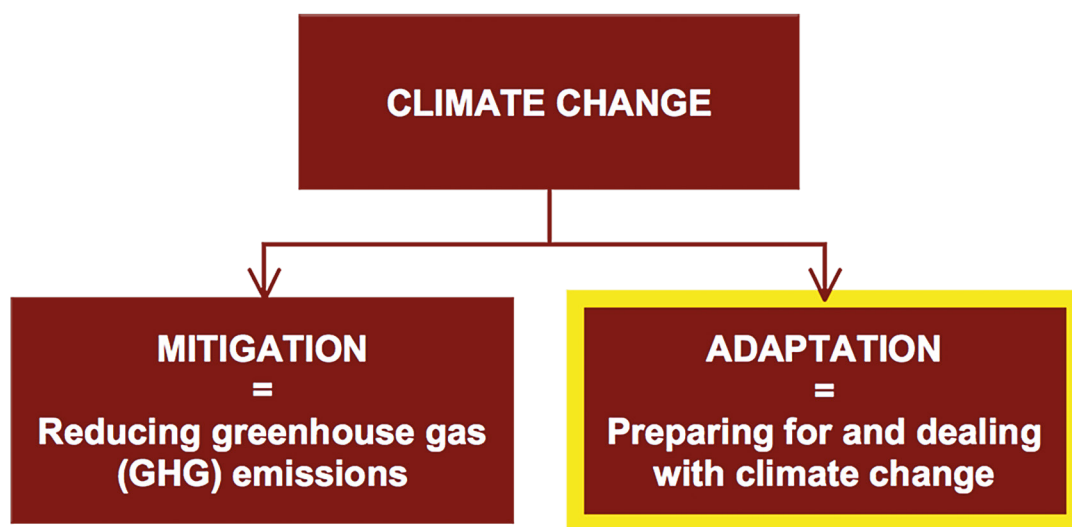 CLIMATE CHANGE
MITIGATION
=
Reducing greenhouse gas
(GHG) emissions
ADAPTATION
=
Preparing for and dealing
with climate change